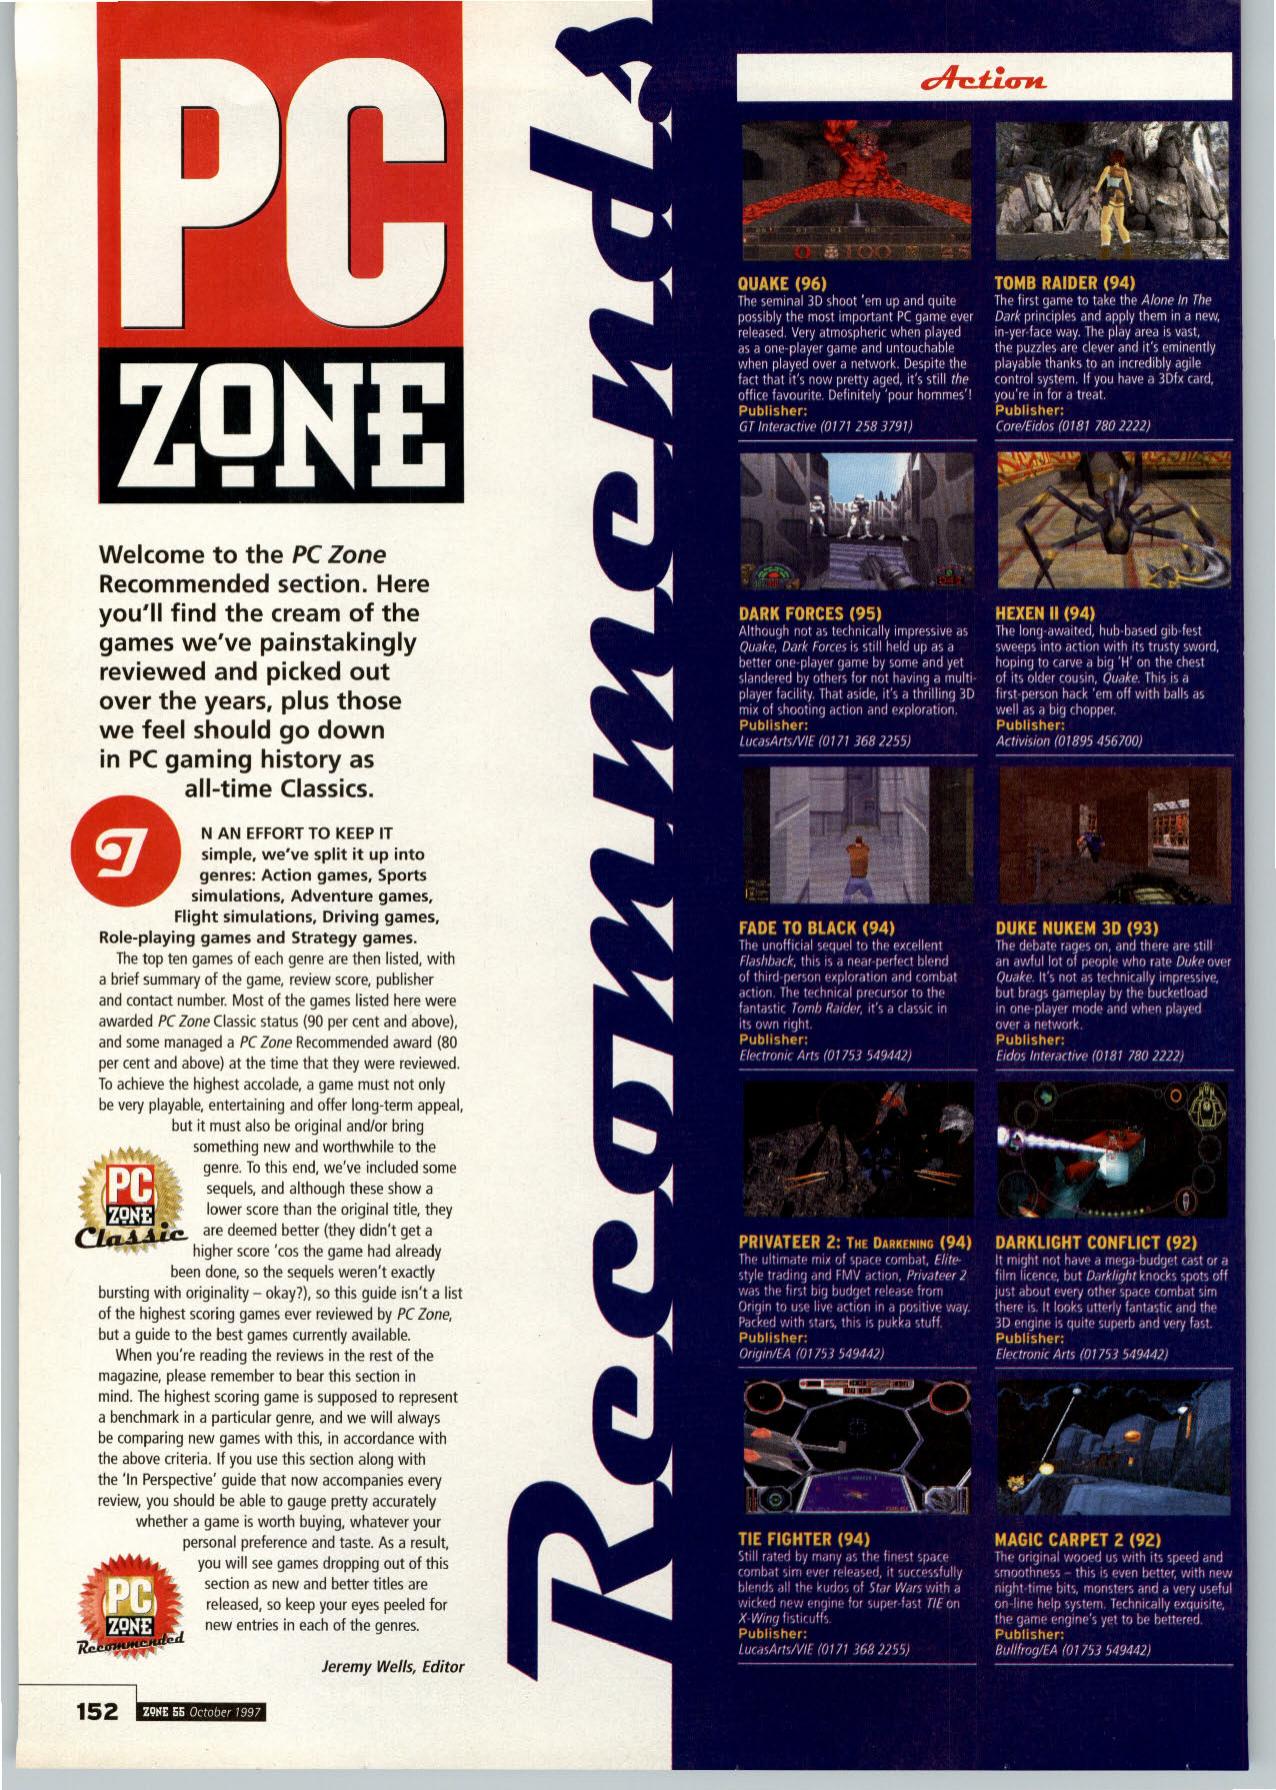 PC
ZONE
Recommends
Welcome to the PC Zone
Recommended section. Here
you'll find the cream of the
games we've painstakingly
reviewed and picked out
over the years, plus those
we feel should go down
in PC gaming history as
all-time Classics.
I
N AN EFFORT TO KEEP IT
simple, we've split it up into
genres: Action games, Sports
simulations, Adventure games,
Flight simulations, Driving games,
Role-playing games and Strategy games.
The top ten games of each genre are then listed, with
a brief summary of the game, review score, publisher
and contact number. Most of the games listed here were
awarded PC Zone Classic status (90 per cent and above),
and some managed a PC Zone Recommended award (80
per cent and above) at the time that they were reviewed.
To achieve the highest accolade, a game must not only
be very playable, entertaining and offer long-term appeal,
but it must also be original and/or bring
something new and worthwhile to the
genre. To this end, we've included some
sequels, and although these show a
lower score than the original title, they
are deemed better (they didn't get a
higher score 'cos the game had already
been done, so the sequels weren't exactly
bursting with originality – okay?), so this guide isn't a list
of the highest scoring games ever reviewed by PC Zone,
but a guide to the best games currently available.
When you're reading the reviews in the rest of the
magazine, please remember to bear this section in
mind. The highest scoring game is supposed to represent
a benchmark in a particular genre, and we will always
be comparing new games with this, in accordance with
the above criteria. If you use this section along with
the 'In Perspective' guide that now accompanies every
review, you should be able to gauge pretty accurately
whether a game is worth buying, whatever your
personal preference and taste. As a result,
you will see games dropping out of this
section as new and better titles are
released, so keep your eyes peeled for
new entries in each of the genres.
Jeremy Wells, Editor
PC
ZONE
Classic
PC
ZONE
Recommended
152
ZONE 55 October 1997
Action
QUAKE (96)
The seminal 3D shoot 'em up and quite
possibly the most important PC game ever
released. Very atmospheric when played
as a one-player game and untouchable
when played over a network. Despite the
fact that it's now pretty aged, it's still the
office favourite. Definitely 'pour hommes'!
Publisher:
GT Interactive (0171 258 3791)
TOMB RAIDER (94)
The first game to take the Alone In The
Dark principles and apply them in a new,
in-yer-face way. The play area is vast,
the puzzles are clever and it's eminently
playable thanks to an incredibly agile
control system. If you have a 3Dfx card,
you're in for a treat.
Publisher:
Core/Eidos (0181 780 2222)
DARK FORCES (95)
Although not as technically impressive as
Quake, Dark Forces is still held up as a
better one-player game by some and yet
slandered by others for not having a multi-
player facility. That aside, it's a thrilling 3D
mix of shooting action and exploration.
Publisher:
LucasArts/VIE (0171 368 2255)
HEXEN II (94)
The long-awaited, hub-based gib-fest
sweeps into action with its trusty sword,
hoping to carve a big 'H' on the chest
of its older cousin, Quake. This is a
first-person hack 'em off with balls as
well as a big chopper.
Publisher:
Activision (01895 456700)
FADE TO BLACK (94)
The unofficial sequel to the excellent
Flashback, this is a near-perfect blend
of third-person exploration and combat
action. The technical precursor to the
fantastic Tomb Raider, it's a classic in
its own right.
Publisher:
Electronic Arts (01753 549442)
DUKE NUKEM 3D (93)
The debate rages on, and there are still
an awful lot of people who rate Duke over
Quake. It's not as technically impressive,
but brags gameplay by the bucketload
in one-player mode and when played
over a network.
Publisher:
Eidos Interactive (0181 780 2222)
PRIVATEER 2: THE DARKENING (94)
The ultimate mix of space combat, Elite-
style trading and FMV action, Privateer 2
was the first big budget release from
Origin to use live action in a positive way.
Packed with stars, this is pukka stuff.
Publisher:
Origin/EA (01753 549442)
DARKLIGHT CONFLICT (92)
It might not have a mega-budget cast or a
film licence, but Darklight knocks spots off
just about every other space combat sim
there is. It looks utterly fantastic and the
3D engine is quite superb and very fast.
Publisher:
Electronic Arts (01753 549442)
TIE FIGHTER (94)
Still rated by many as the finest space
combat sim ever released, it successfully
blends all the kudos of Star Wars with a
wicked new engine for super-fast TIE on
X-Wing fisticuffs.
Publisher:
LucasArts/VIE (0171 368 2255)
MAGIC CARPET 2 (92)
The original wooed us with its speed and
smoothness – this is even better, with new
night-time bits, monsters and a very useful
on-line help system. Technically exquisite,
the game engine's yet to be bettered.
Publisher:
Bullfrog/EA (01753 549442)